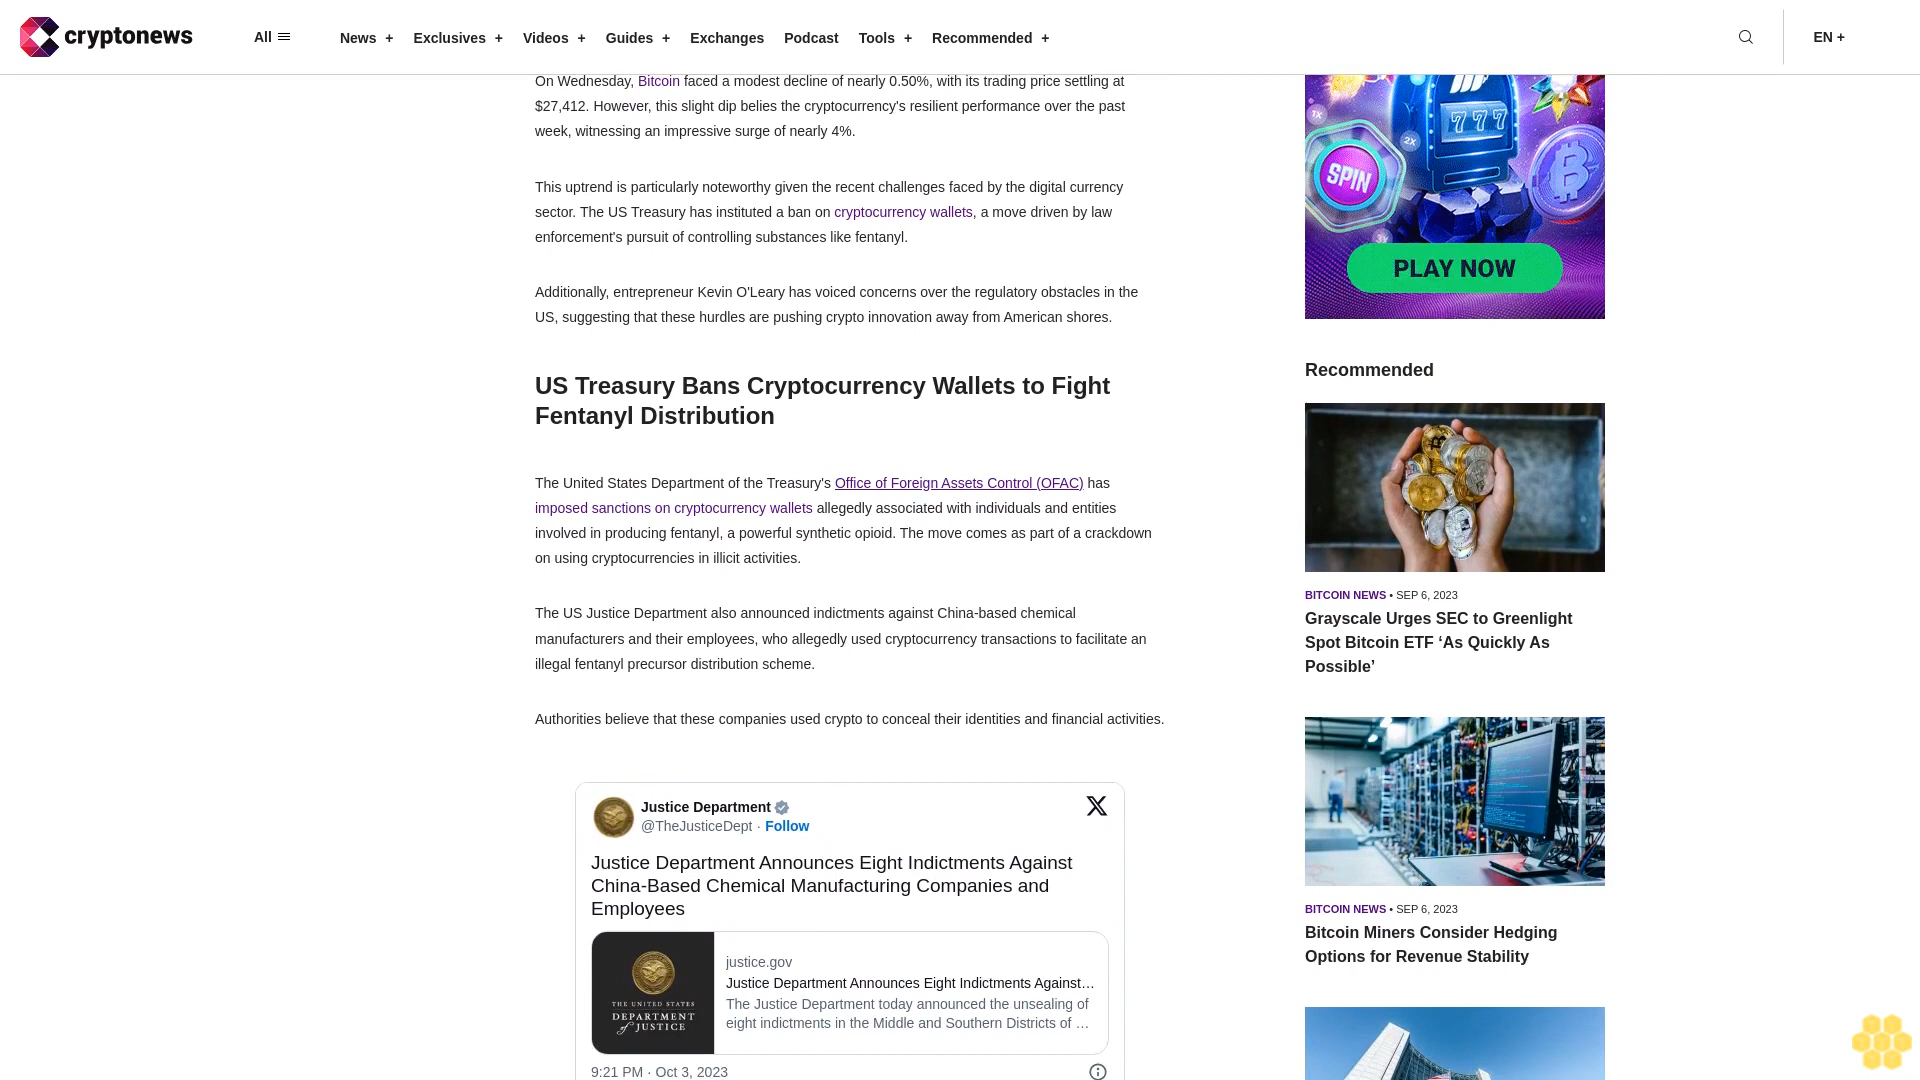 cryptonews
All
News +
Exclusives +
Videos +
Guides +
Exchanges
Podcast
Tools +
Recommended +
EN +
On Wednesday, Bitcoin faced a modest decline of nearly 0.50%, with its trading price settling at
$27,412. However, this slight dip belies the cryptocurrency's resilient performance over the past
week, witnessing an impressive surge of nearly 4%.
This uptrend is particularly noteworthy given the recent challenges faced by the digital currency
sector. The US Treasury has instituted a ban on cryptocurrency wallets, a move driven by law
enforcement's pursuit of controlling substances like fentanyl.
Additionally, entrepreneur Kevin O'Leary has voiced concerns over the regulatory obstacles in the
US, suggesting that these hurdles are pushing crypto innovation away from American shores.
US Treasury Bans Cryptocurrency Wallets to Fight
Fentanyl Distribution
The United States Department of the Treasury's Office of Foreign Assets Control (OFAC) has
imposed sanctions on cryptocurrency wallets allegedly associated with individuals and entities
involved in producing fentanyl, a powerful synthetic opioid. The move comes as part of a crackdown
on using cryptocurrencies in illicit activities.
The US Justice Department also announced indictments against China-based chemical
manufacturers and their employees, who allegedly used cryptocurrency transactions to facilitate an
illegal fentanyl precursor distribution scheme.
Authorities believe that these companies used crypto to conceal their identities and financial activities.
Justice Department
@TheJusticeDept · Follow
Justice Department Announces Eight Indictments Against
China-Based Chemical Manufacturing Companies and
Employees
THE UNITED STATES
DEPARTMENT
of JUSTICE
justice.gov
Justice Department Announces Eight Indictments Against…
The Justice Department today announced the unsealing of
eight indictments in the Middle and Southern Districts of …
9:21 PM · Oct 3, 2023
1X
777
2X
SPIN
3X
PLAY NOW
Recommended
BITCOIN NEWS • SEP 6, 2023
Grayscale Urges SEC to Greenlight
Spot Bitcoin ETF ‘As Quickly As
Possible’
BITCOIN NEWS • SEP 6, 2023
Bitcoin Miners Consider Hedging
Options for Revenue Stability